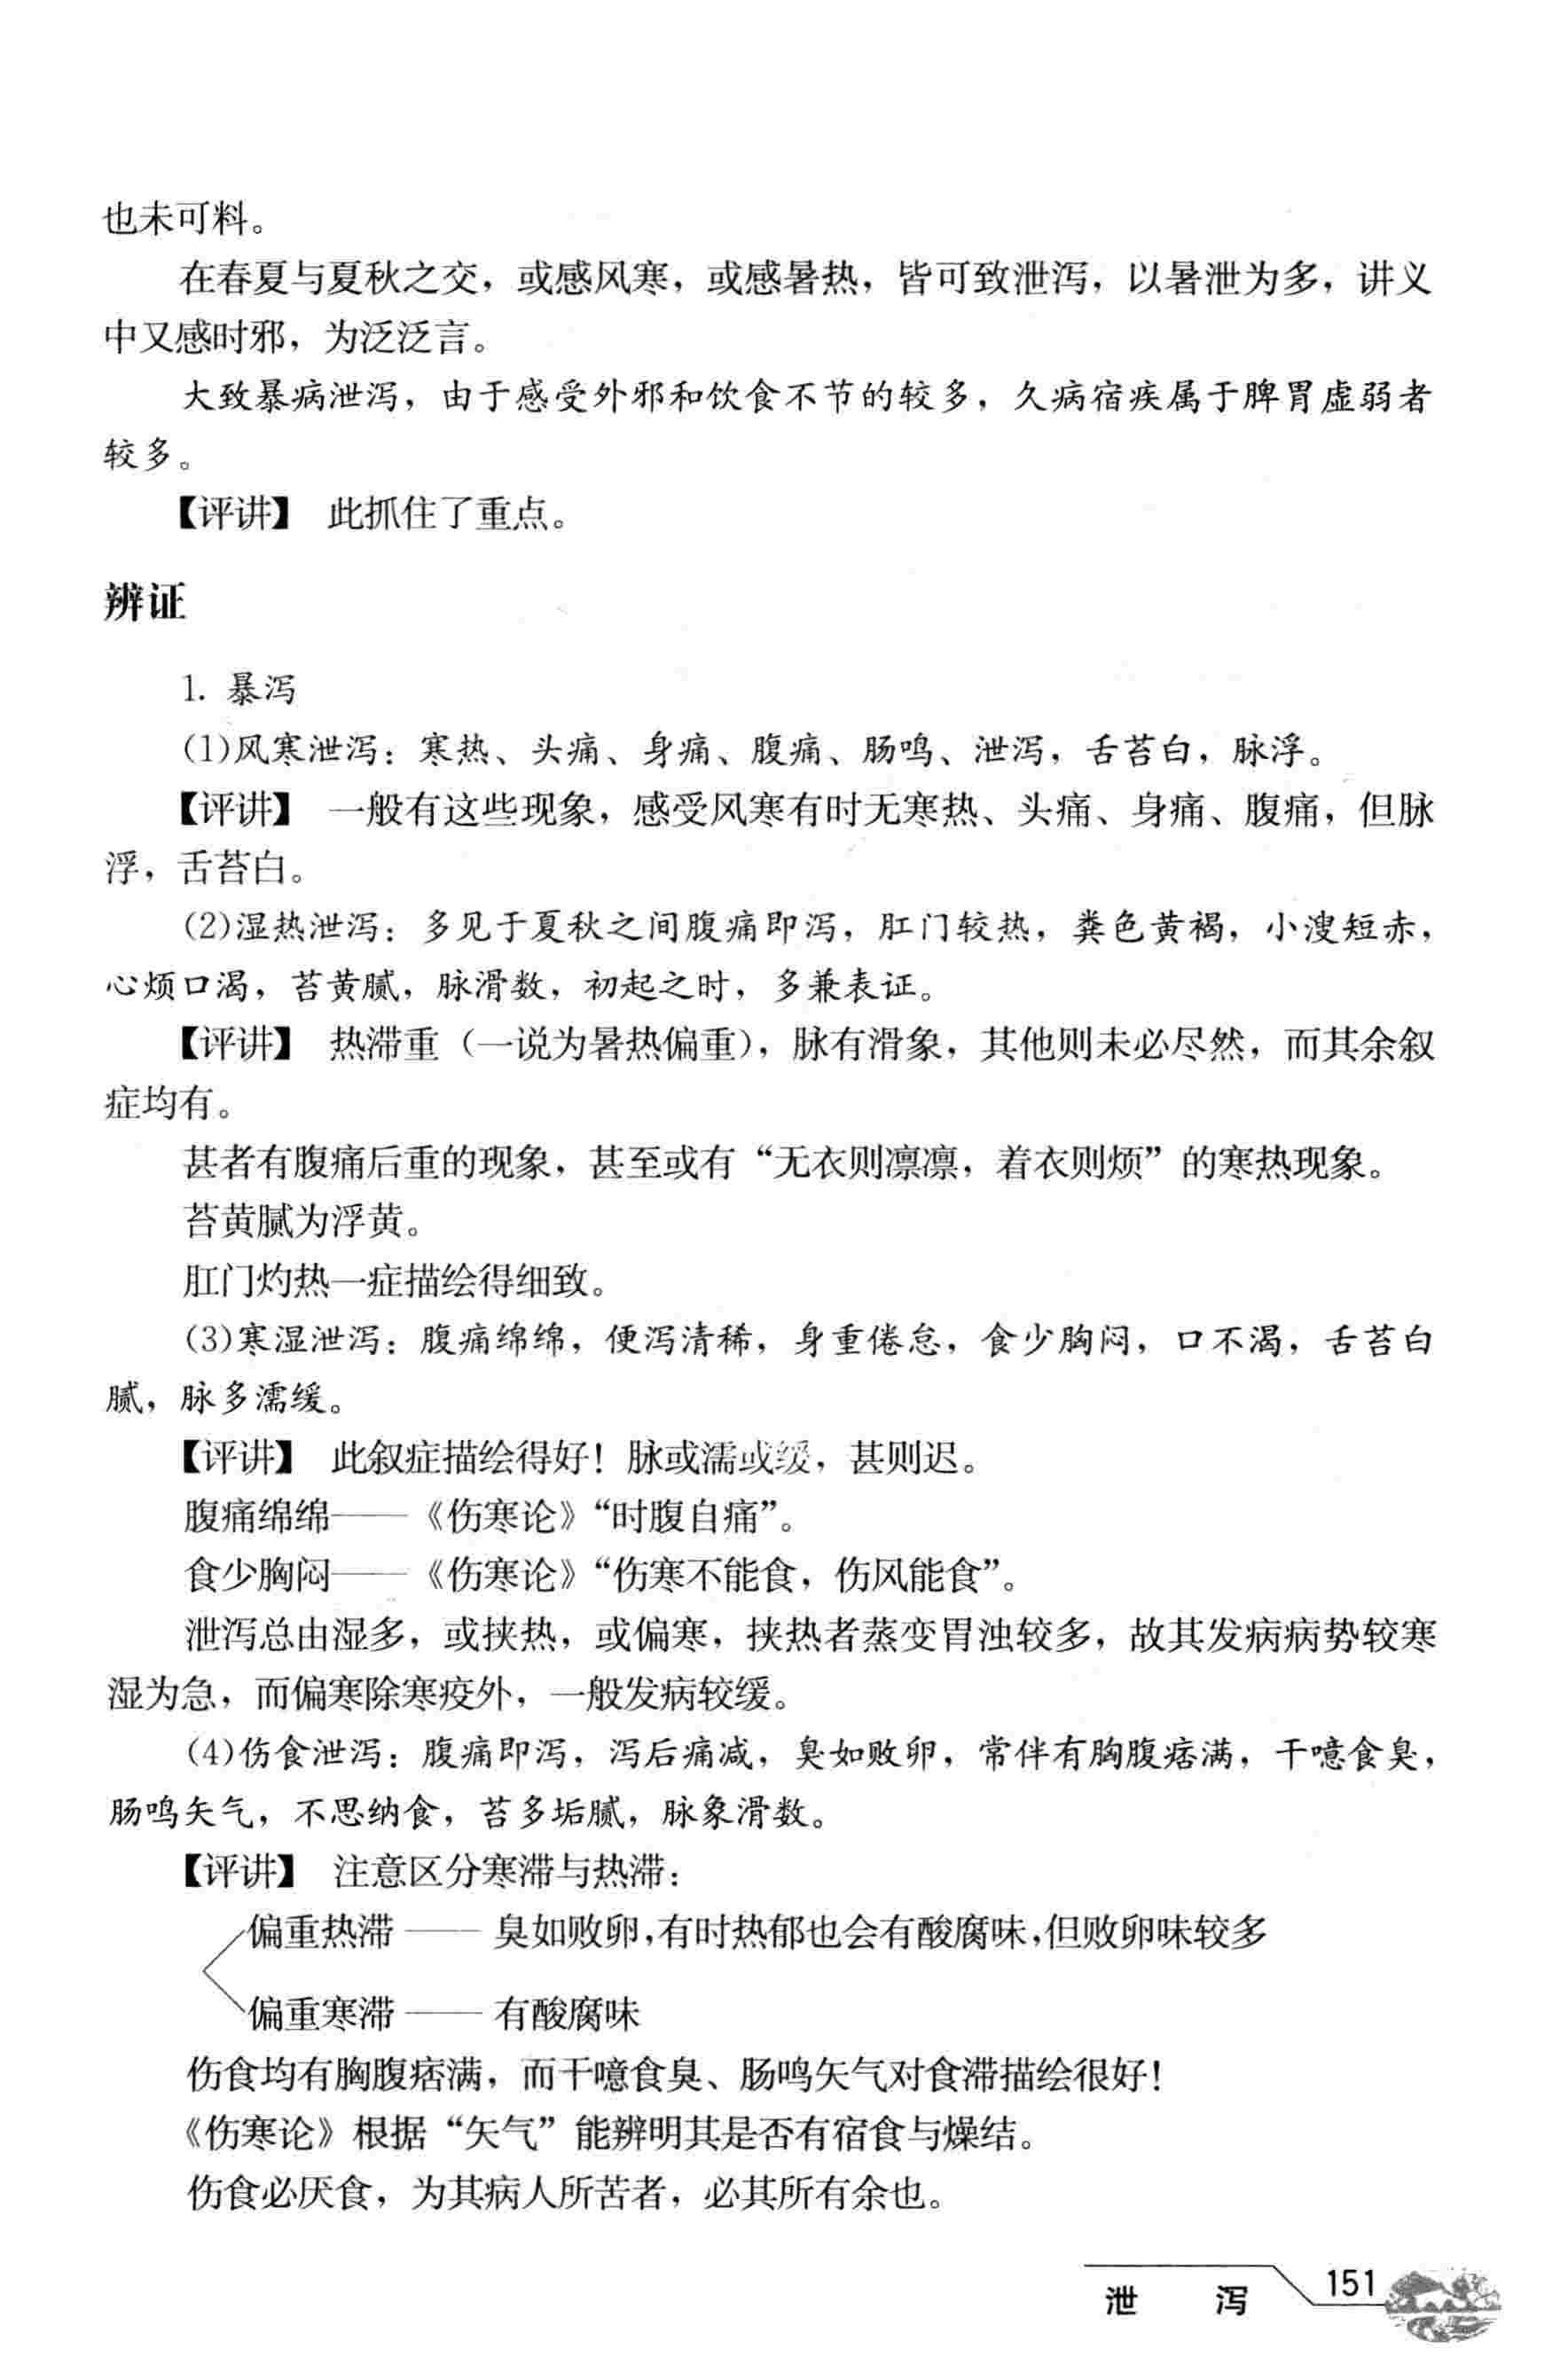 也未可料。
在春夏与夏秋之交，或感风寒，或感暑热，皆可致泄泻，以暑泄为多，讲义
中又感时邪，为泛泛言。
大致暴病泄泻，由于感受外邪和饮食不节的较多，久病宿疾属于脾胃虚弱者
较多。
【评讲】 此抓住了重点。
辨证
1. 暴泻
(1)风寒泄泻：寒热、头痛、身痛、腹痛、肠鸣、泄泻，舌苔白，脉浮。
【评讲】 一般有这些现象，感受风寒有时无寒热、头痛、身痛、腹痛，但脉
浮，舌苔白。
(2)湿热泄泻：多见于夏秋之间腹痛即泻，肛门较热，粪色黄褐，小溲短赤，
心烦口渴，苔黄腻，脉滑数，初起之时，多兼表证。
【评讲】 热滞重（一说为暑热偏重），脉有滑象，其他则未必尽然，而其余叙
症均有。
甚者有腹痛后重的现象，甚至或有“无衣则凛凛，着衣则烦”的寒热现象。
苔黄腻为浮黄。
肛门灼热一症描绘得细致。
(3)寒湿泄泻：腹痛绵绵，便泻清稀，身重倦怠，食少胸闷，口不渴，舌苔白
腻，脉多濡缓。
【评讲】 此叙症描绘得好！脉或濡或缓，甚则迟。
腹痛绵绵——《伤寒论》“时腹自痛”。
食少胸闷——《伤寒论》“伤寒不能食，伤风能食”。
泄泻总由湿多，或挟热，或偏寒，挟热者蒸变胃浊较多，故其发病病势较寒
湿为急，而偏寒除寒疫外，一般发病较缓。
(4)伤食泄泻：腹痛即泻，泻后痛减，臭如败卵，常伴有胸腹痞满，干噫食臭，
肠鸣矢气，不思纳食，苔多垢腻，脉象滑数。
【评讲】 注意区分寒滞与热滞：
偏重热滞 —— 臭如败卵,有时热郁也会有酸腐味,但败卵味较多
偏重寒滞 —— 有酸腐味
伤食均有胸腹痞满，而干噫食臭、肠鸣矢气对食滞描绘很好！
《伤寒论》根据“矢气”能辨明其是否有宿食与燥结。
伤食必厌食，为其病人所苦者，必其所有余也。
泄 泻 151